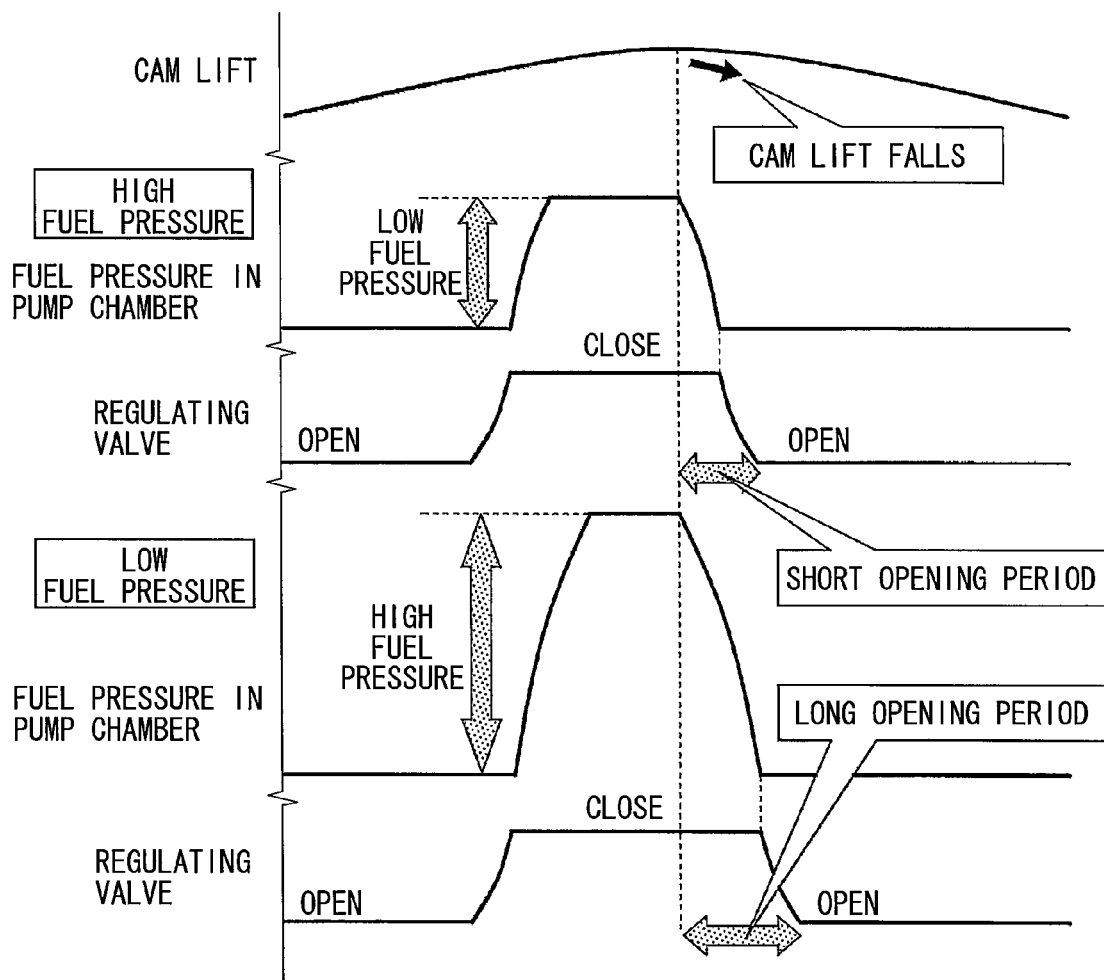 CAM LIFT
CAM LIFT FALLS
HIGH
FUEL PRESSURE
LOW
FUEL
PRESSURE
FUEL PRESSURE IN
PUMP CHAMBER
CLOSE
REGULATING
VALVE
OPEN
OPEN
SHORT OPENING PERIOD
LOW
FUEL PRESSURE
HIGH
FUEL
PRESSURE
FUEL PRESSURE IN
PUMP CHAMBER
LONG OPENING PERIOD
CLOSE
REGULATING
VALVE
OPEN
OPEN